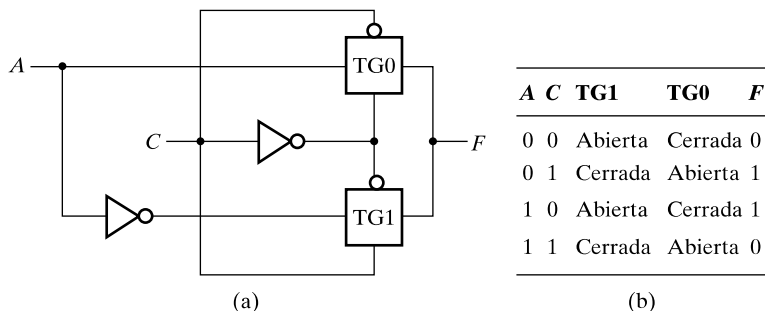 A
TG0
C
F
TG1
(a)
A C TG1 TG0 F
0 0 Abierta Cerrada 0
0 1 Cerrada Abierta 1
1 0 Abierta Cerrada 1
1 1 Cerrada Abierta 0
(b)